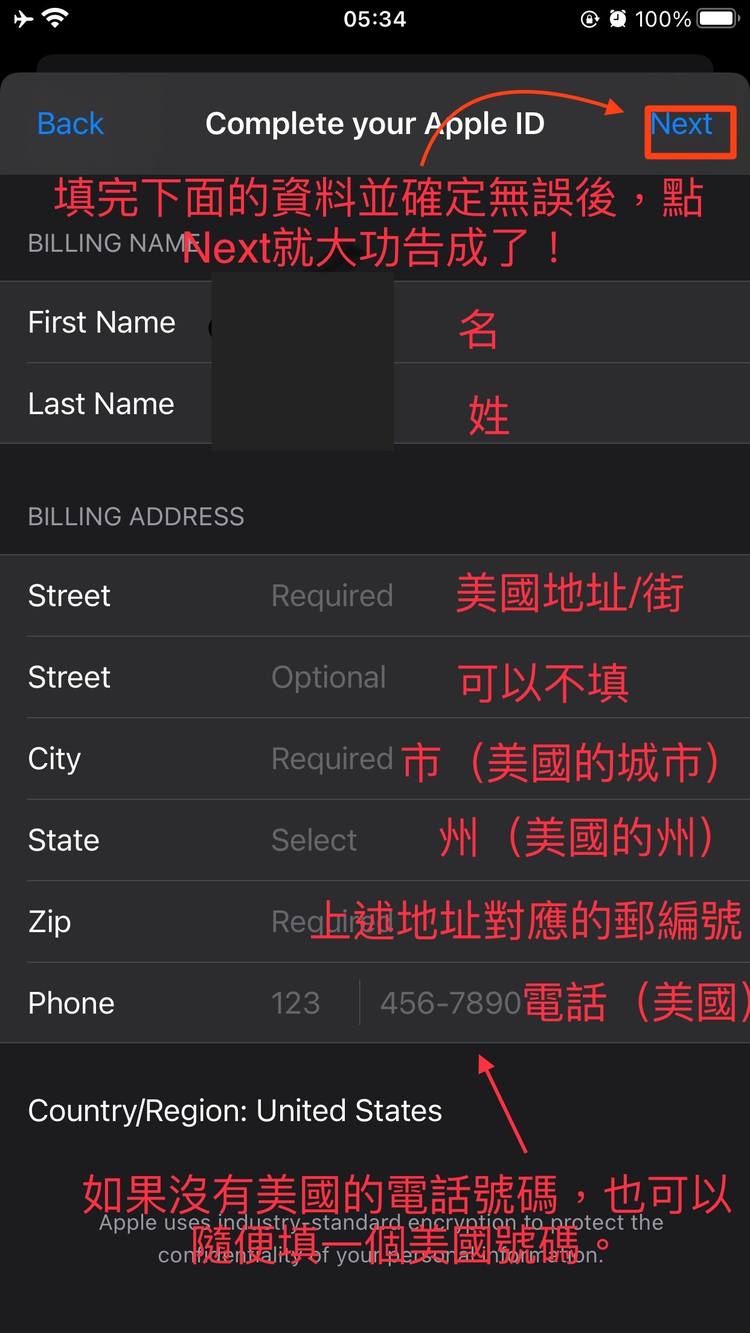 05:34
100%
Back
Complete your Apple ID
Next
填完下面的資料並確定無誤後，點
BILLING NAME
Next就大功告成了！
First Name
名
Last Name
姓
BILLING ADDRESS
Street Required 美國地址/街
Street Optional 可以不填
City Required 市（美國的城市）
State Select 州（美國的州）
Zip Required 上述地址對應的郵編號
Phone 123 456-7890 電話（美國）
Country/Region: United States
如果沒有美國的電話號碼，也可以
Apple uses industry-standard encryption to protect the
隨便填一個美國號碼。
confidentiality of your personal information.